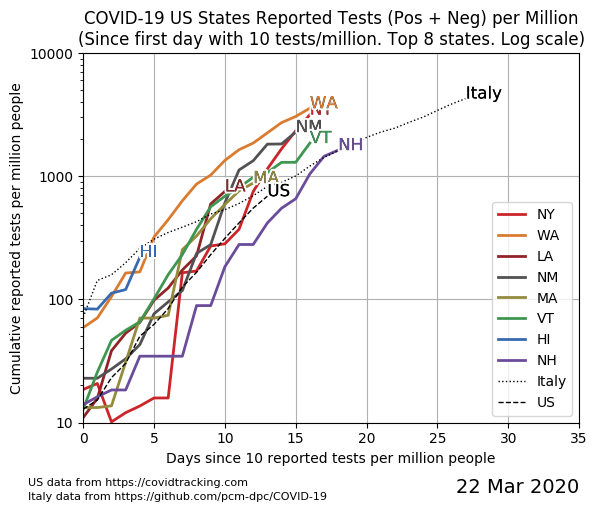 COVID-19 US States Reported Tests (Pos + Neg) per Million
(Since first day with 10 tests/million. Top 8 states. Log scale)
Cumulative reported tests per million people
10000
1000
100
10
Italy
WA
NM
VT
NH
LA
MA
US
HI
NY
WA
LA
NM
MA
VT
HI
NH
Italy
US
0 5 10 15 20 25 30 35
Days since 10 reported tests per million people
US data from https://covidtracking.com
Italy data from https://github.com/pcm-dpc/COVID-19
22 Mar 2020